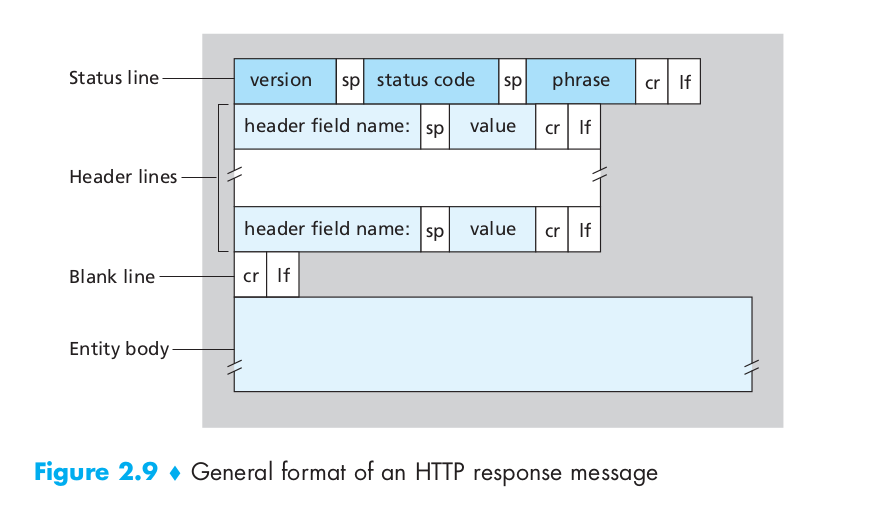 Status line version sp status code sp phrase cr lf
header field name: sp value cr lf
Header lines
header field name: sp value cr lf
Blank line cr lf
Entity body
Figure 2.9 ♦ General format of an HTTP response message